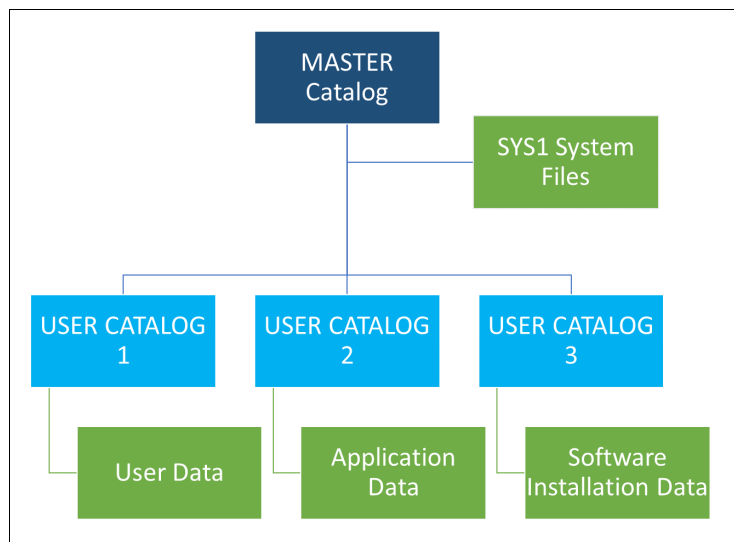 MASTER
Catalog
SYS1 System
Files
USER CATALOG
1
USER CATALOG
2
USER CATALOG
3
User Data
Application
Data
Software
Installation Data